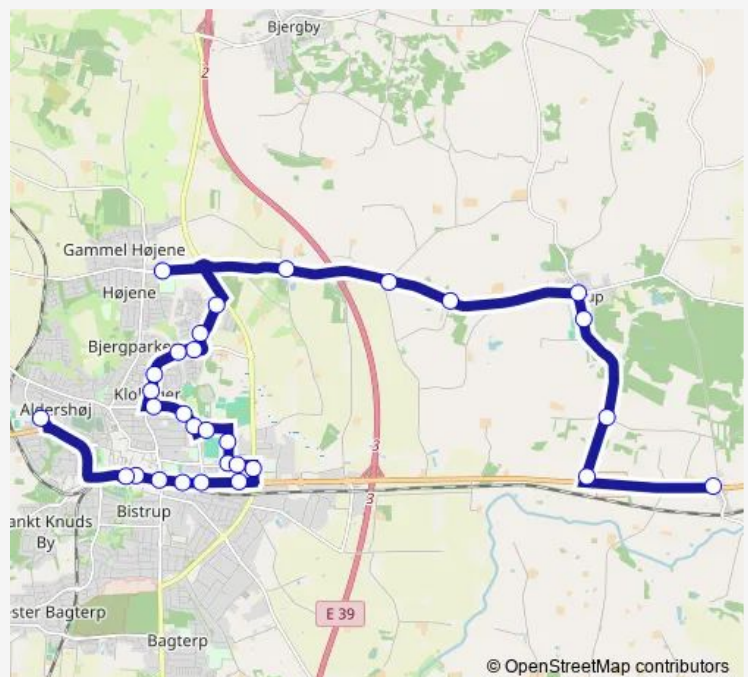 Bjergby
2
Gammel Højene
Højene
Bjergparke
Aldershøj
3
3
Bistrup
ankt Knuds
By
E 39
ster Bagterp
Bagterp
© OpenStreetMap contributors